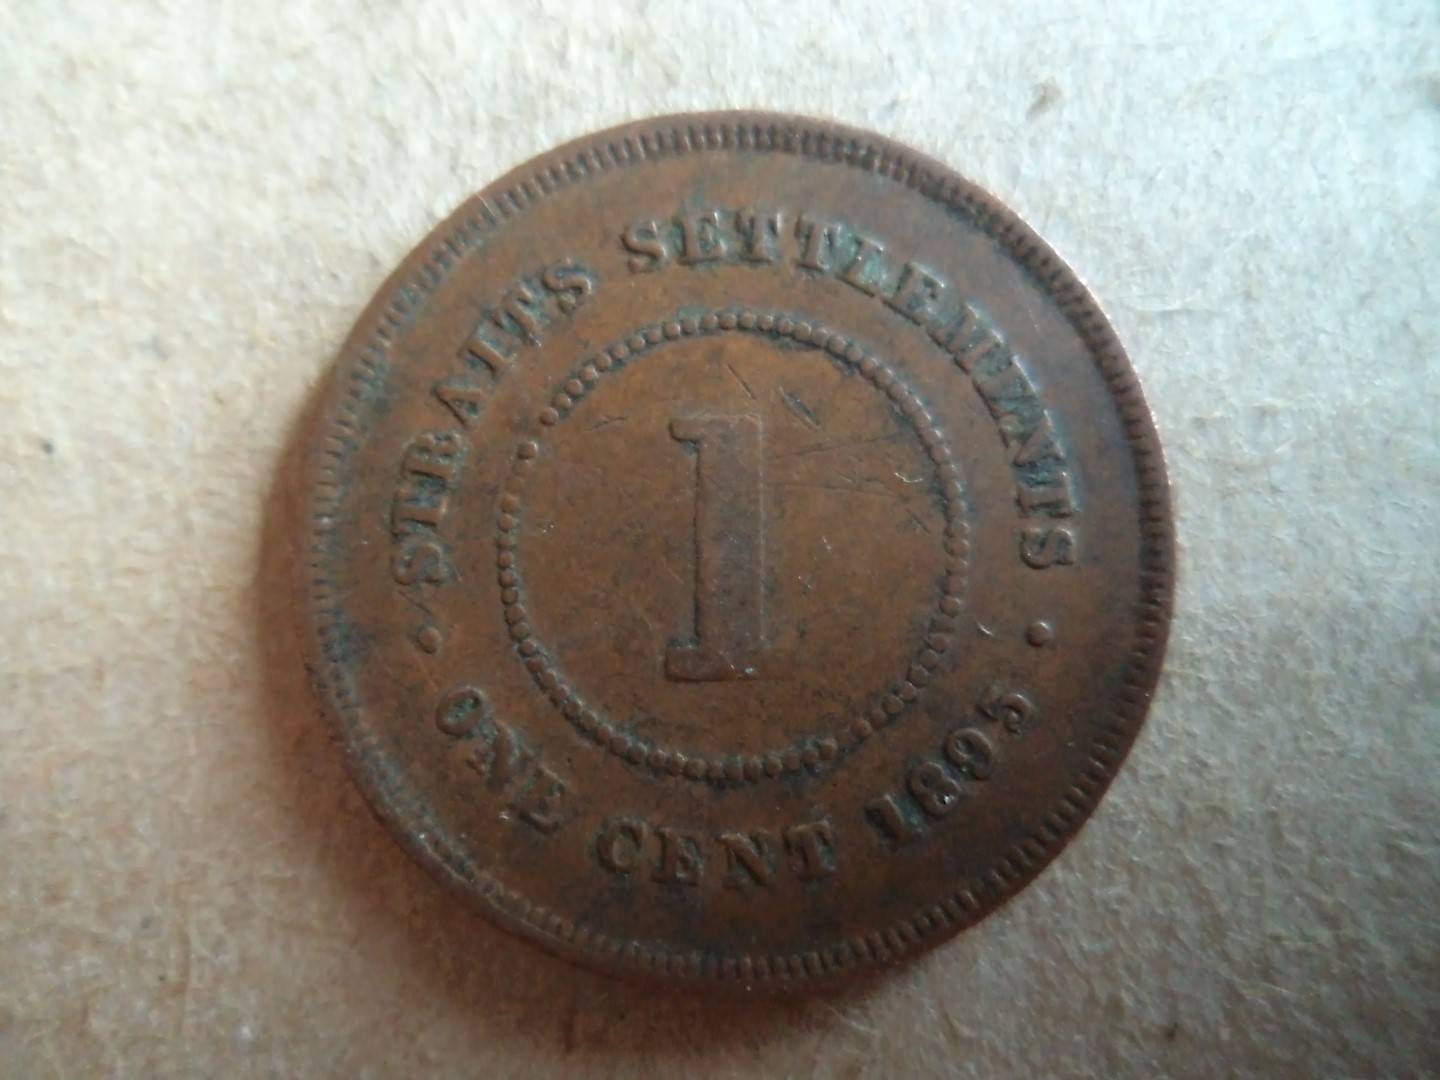 STRAITS SETTLEMENTS
1
ONE CENT 1895